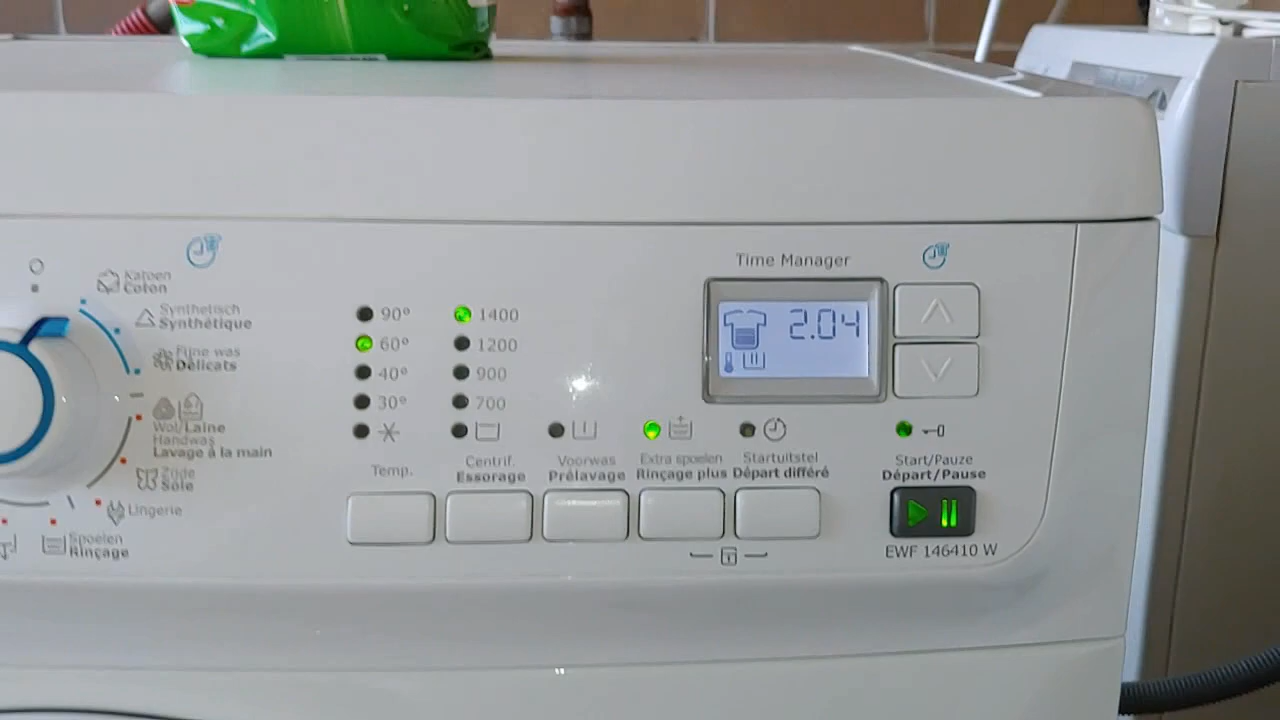 Katoen
Coton
Synthetisch
Synthétique
Fijne was
Délicats
Wol/Laine
Handwas
Lavage à la main
Zijde
Soie
Lingerie
Spoelen
Rinçage
90°
60°
40°
30°
Temp.
1400
1200
900
700
Centrif.
Essorage
Voorwas
Prélavage
Extra spoelen
Rinçage plus
Startuitstel
Départ différé
Time Manager
2.04
Start/Pauze
Départ/Pause
EWF 146410 W